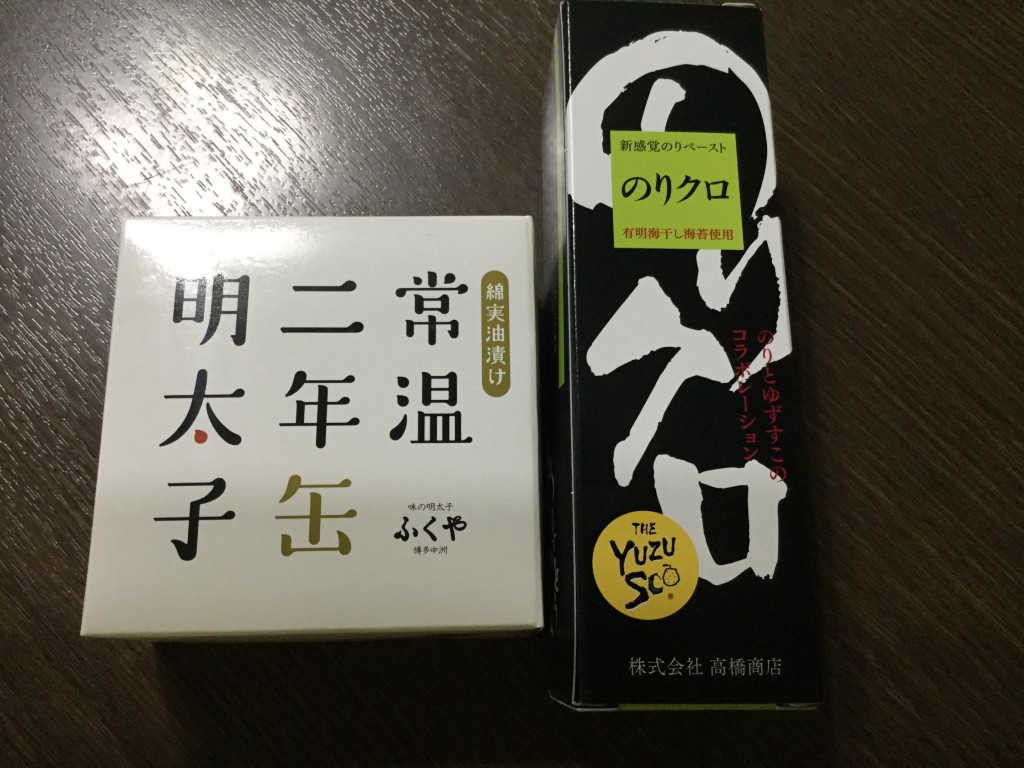 綿実油漬け
常温
二年缶
明太子
味の明太子
ふくや
博多中洲
のりクロ
新感覚のりペースト
のりクロ
有明海干し海苔使用
のりとゆずすこの
コラボレーション
THE
YUZU
SCO
®
株式会社 高橋商店